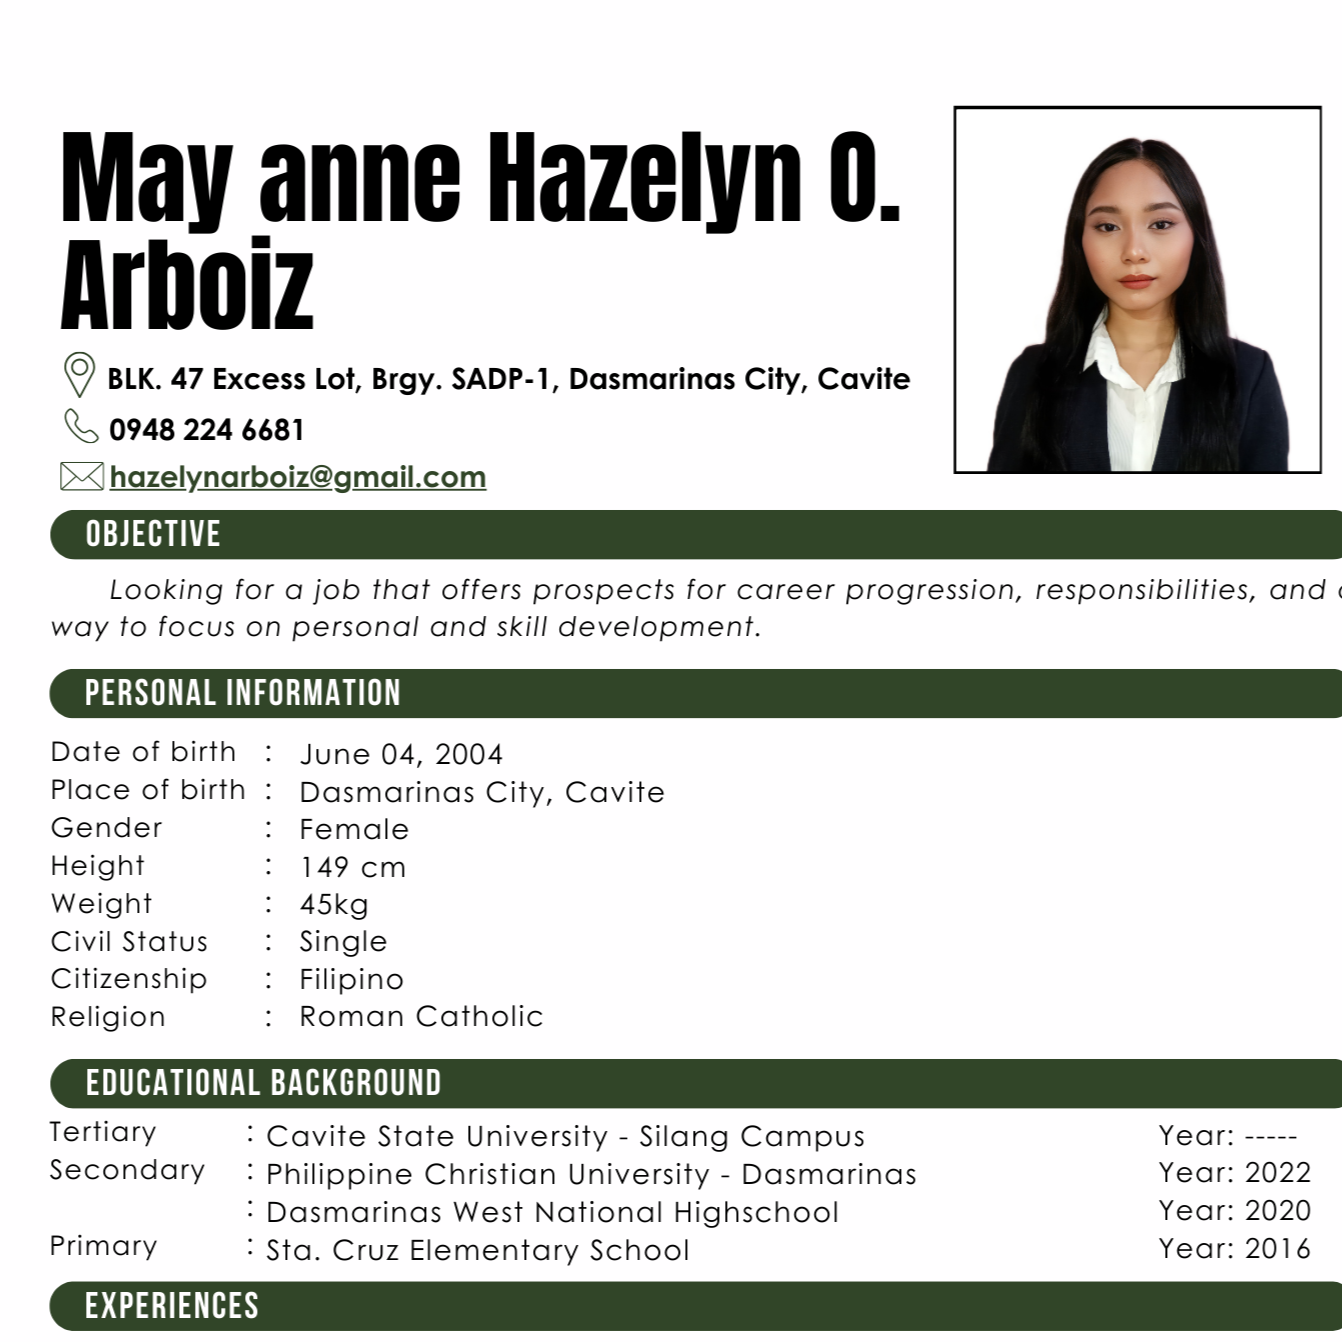 May anne Hazelyn O.
Arboiz
BLK. 47 Excess Lot, Brgy. SADP-1, Dasmarinas City, Cavite
0948 224 6681
hazelynarboiz@gmail.com
OBJECTIVE
Looking for a job that offers prospects for career progression, responsibilities, and
way to focus on personal and skill development.
PERSONAL INFORMATION
Date of birth : June 04, 2004
Place of birth : Dasmarinas City, Cavite
Gender : Female
Height : 149 cm
Weight : 45kg
Civil Status : Single
Citizenship : Filipino
Religion : Roman Catholic
EDUCATIONAL BACKGROUND
Tertiary : Cavite State University - Silang Campus Year: -----
Secondary : Philippine Christian University - Dasmarinas Year: 2022
: Dasmarinas West National Highschool Year: 2020
Primary : Sta. Cruz Elementary School Year: 2016
EXPERIENCES